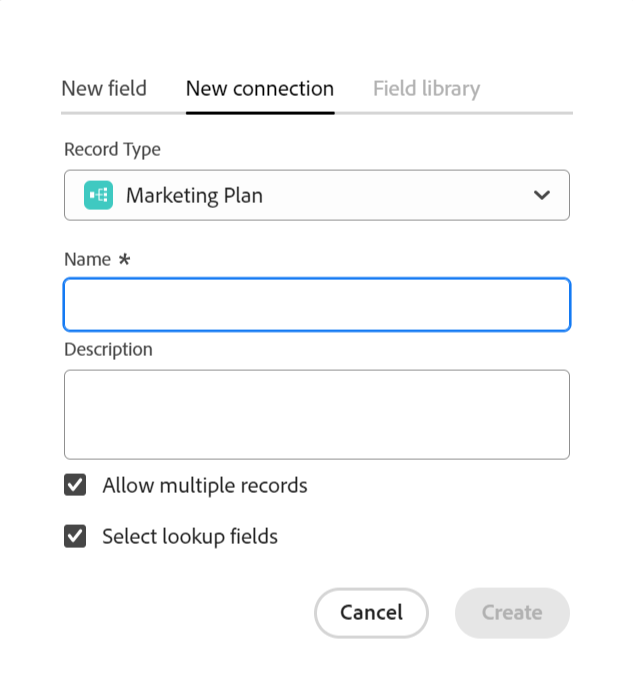 New field New connection Field library
Record Type
Marketing Plan
Name *
Description
Allow multiple records
Select lookup fields
Cancel Create